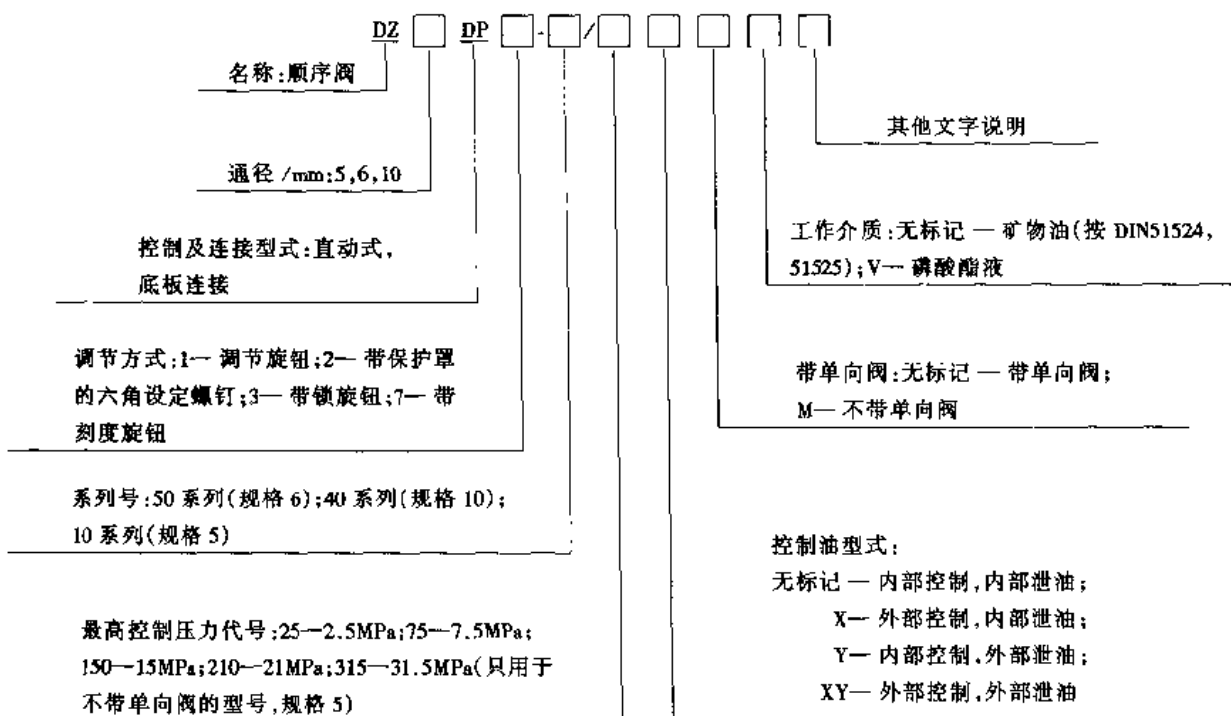 DZ□ DP□-□/□□□□□
名称:顺序阀
其他文字说明
通径/mm:5,6,10
工作介质:无标记 — 矿物油(按 DIN51524,
51525);V— 磷酸酯液
控制及连接型式:直动式,
底板连接
调节方式:1— 调节旋钮;2— 带保护罩
的六角设定螺钉;3— 带锁旋钮;7— 带
刻度旋钮
带单向阀:无标记 — 带单向阀;
M— 不带单向阀
系列号:50 系列(规格 6);40 系列(规格 10);
10 系列(规格 5)
控制油型式:
无标记 — 内部控制,内部泄油;
X— 外部控制,内部泄油;
Y— 内部控制,外部泄油;
XY— 外部控制,外部泄油
最高控制压力代号:25—2.5MPa;75—7.5MPa;
150—15MPa;210—21MPa;315—31.5MPa(只用于
不带单向阀的型号,规格 5)